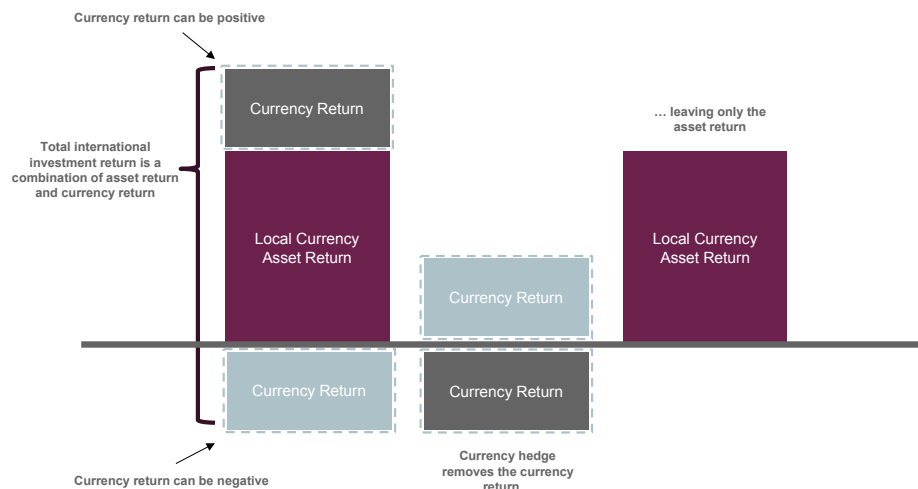 Currency return can be positive
Currency Return
… leaving only the
asset return
Total international
investment return is a
combination of asset return
and currency return
Local Currency
Asset Return
Local Currency
Asset Return
Currency Return
Currency Return
Currency Return
Currency hedge
removes the currency
return
Currency return can be negative